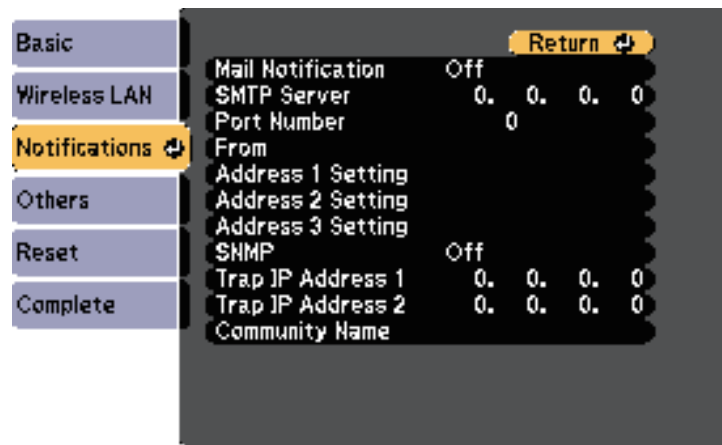 Basic
Wireless LAN
Notifications
Others
Reset
Complete
Return
Mail Notification Off
SMTP Server 0. 0. 0. 0
Port Number 0
From
Address 1 Setting
Address 2 Setting
Address 3 Setting
SNMP Off
Trap IP Address 1 0. 0. 0. 0
Trap IP Address 2 0. 0. 0. 0
Community Name